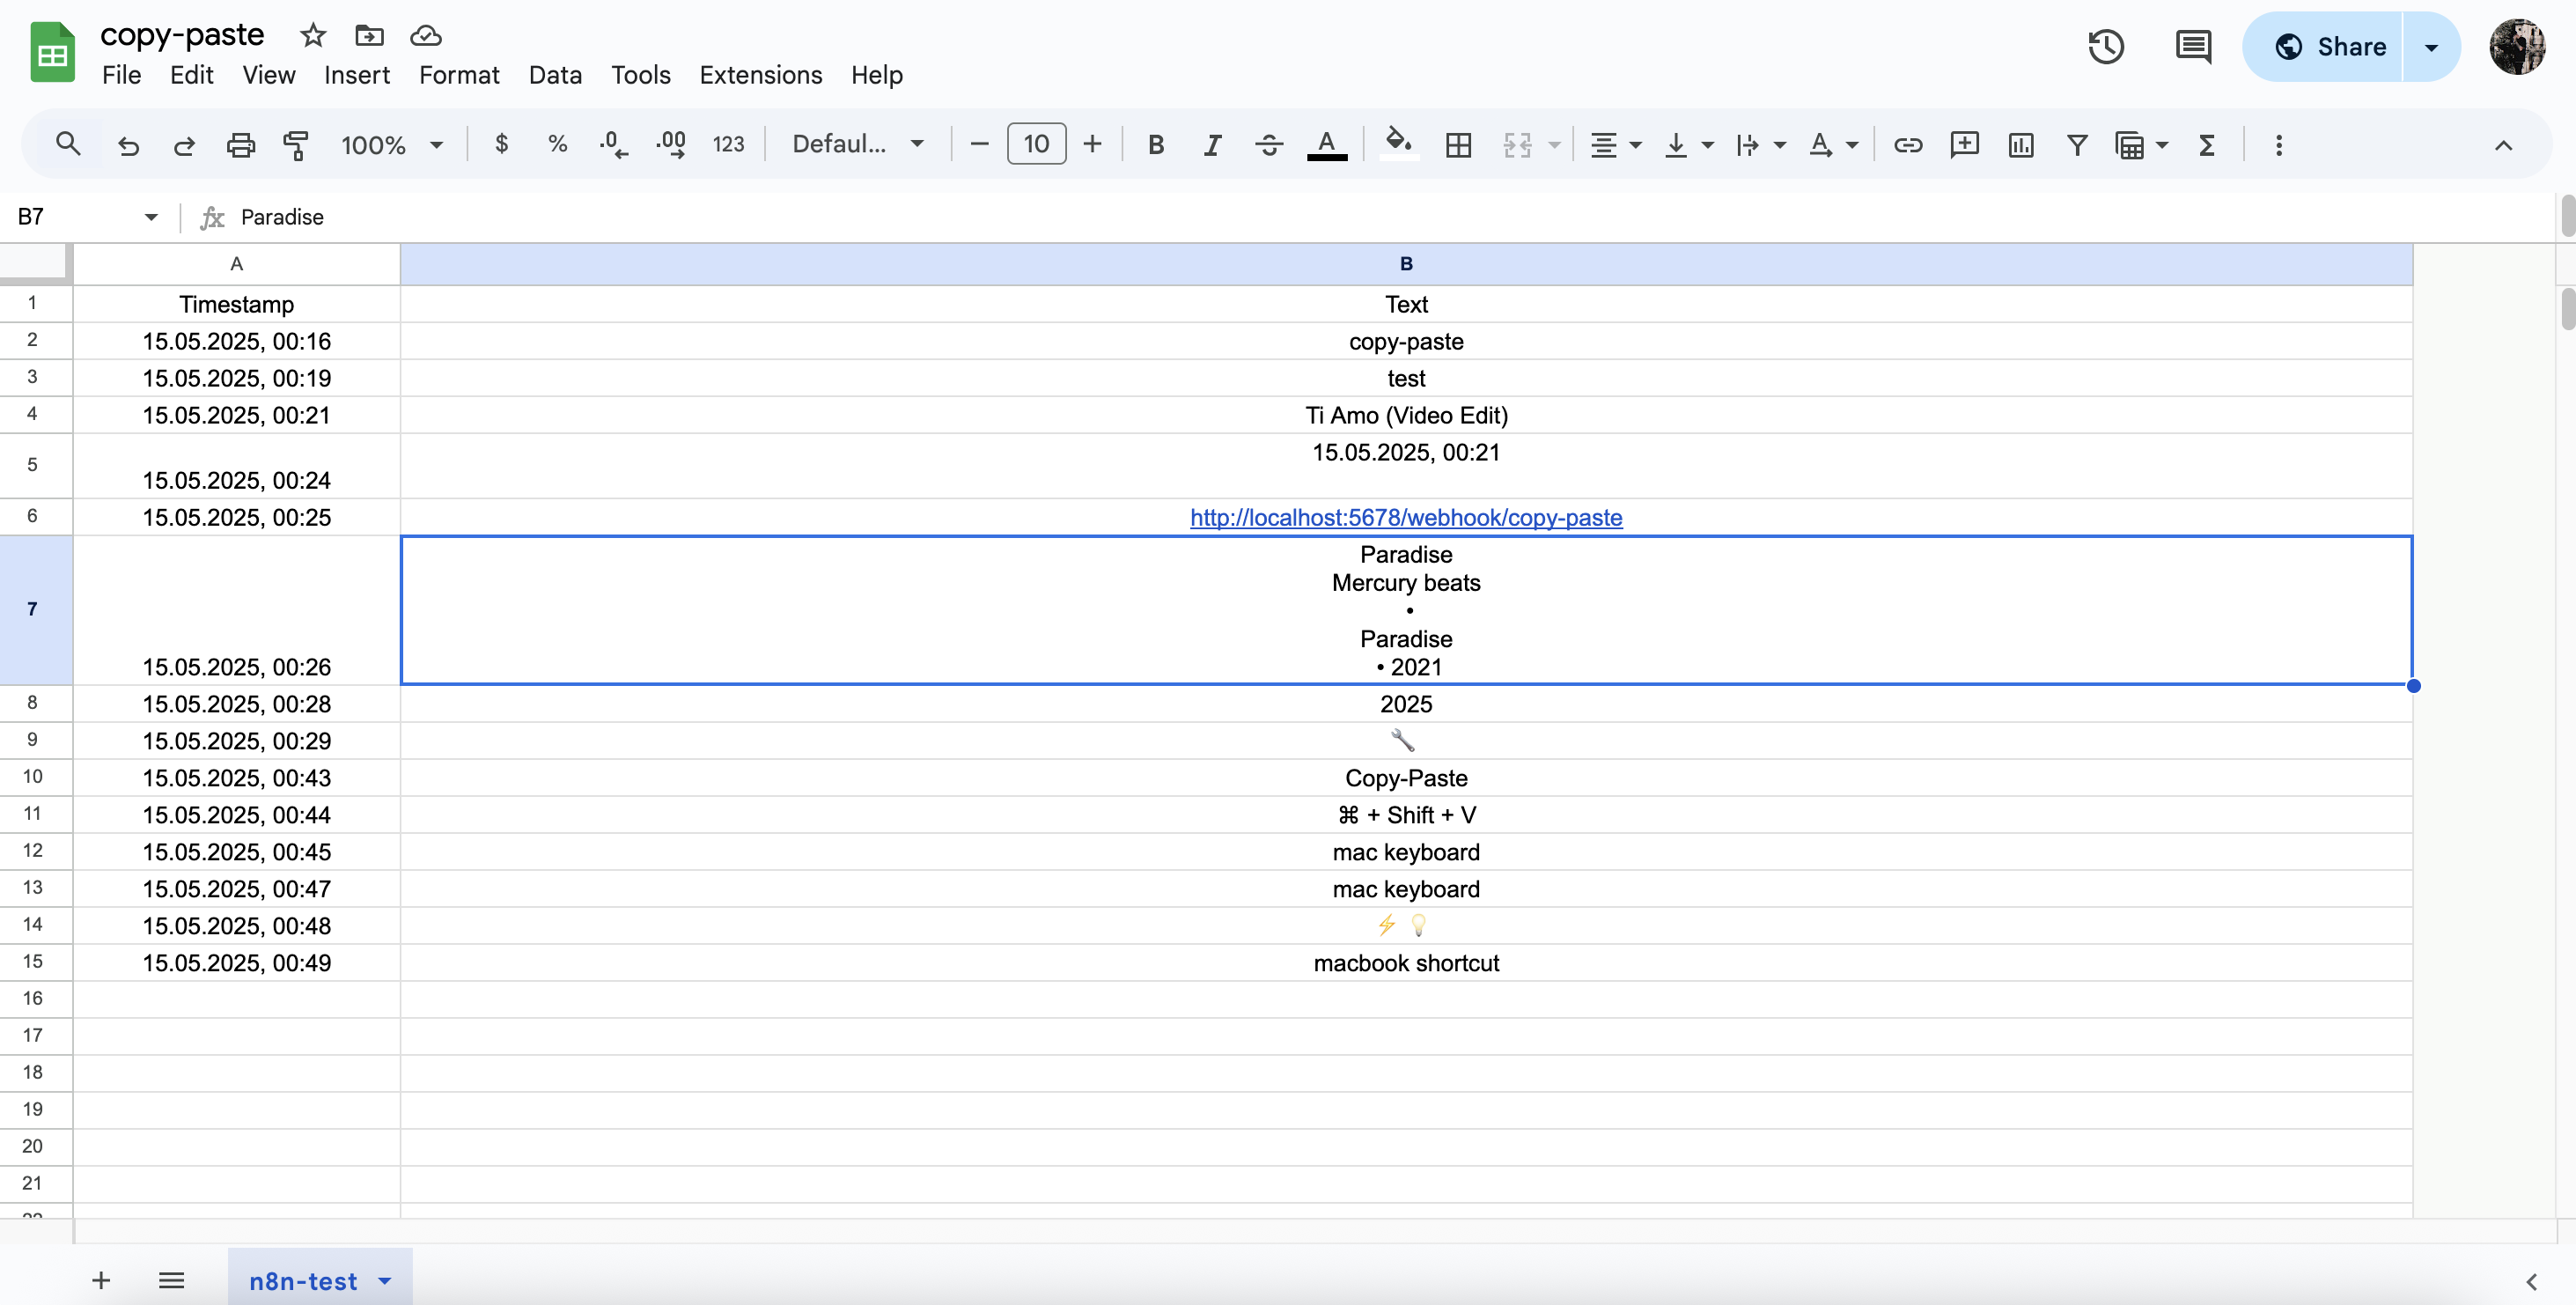 copy-paste
File Edit View Insert Format Data Tools Extensions Help
Share
100% $ % .0 .00 123 Defaul... 10 B I A
B7 fx Paradise
A B
1 Timestamp Text
2 15.05.2025, 00:16 copy-paste
3 15.05.2025, 00:19 test
4 15.05.2025, 00:21 Ti Amo (Video Edit)
5 15.05.2025, 00:24 15.05.2025, 00:21
6 15.05.2025, 00:25 http://localhost:5678/webhook/copy-paste
7 15.05.2025, 00:26 Paradise
Mercury beats
•
Paradise
• 2021
8 15.05.2025, 00:28 2025
9 15.05.2025, 00:29 🔧
10 15.05.2025, 00:43 Copy-Paste
11 15.05.2025, 00:44 ⌘ + Shift + V
12 15.05.2025, 00:45 mac keyboard
13 15.05.2025, 00:47 mac keyboard
14 15.05.2025, 00:48 ⚡ 💡
15 15.05.2025, 00:49 macbook shortcut
16
17
18
19
20
21
n8n-test